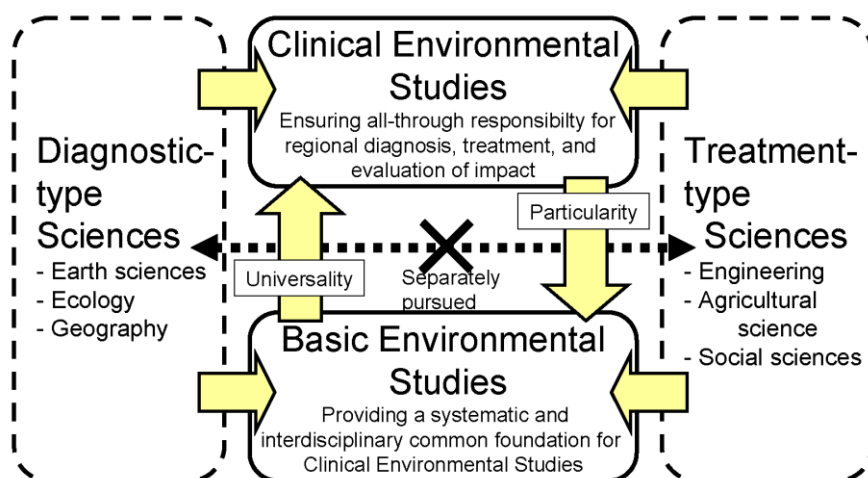 Clinical Environmental
Studies
Ensuring all-through responsibilty for
regional diagnosis, treatment, and
evaluation of impact
Diagnostic-
type
Sciences
- Earth sciences
- Ecology
- Geography
Universality
Separately
pursued
Particularity
Treatment-
type
Sciences
- Engineering
- Agricultural
science
- Social sciences
Basic Environmental
Studies
Providing a systematic and
interdisciplinary common foundation for
Clinical Environmental Studies